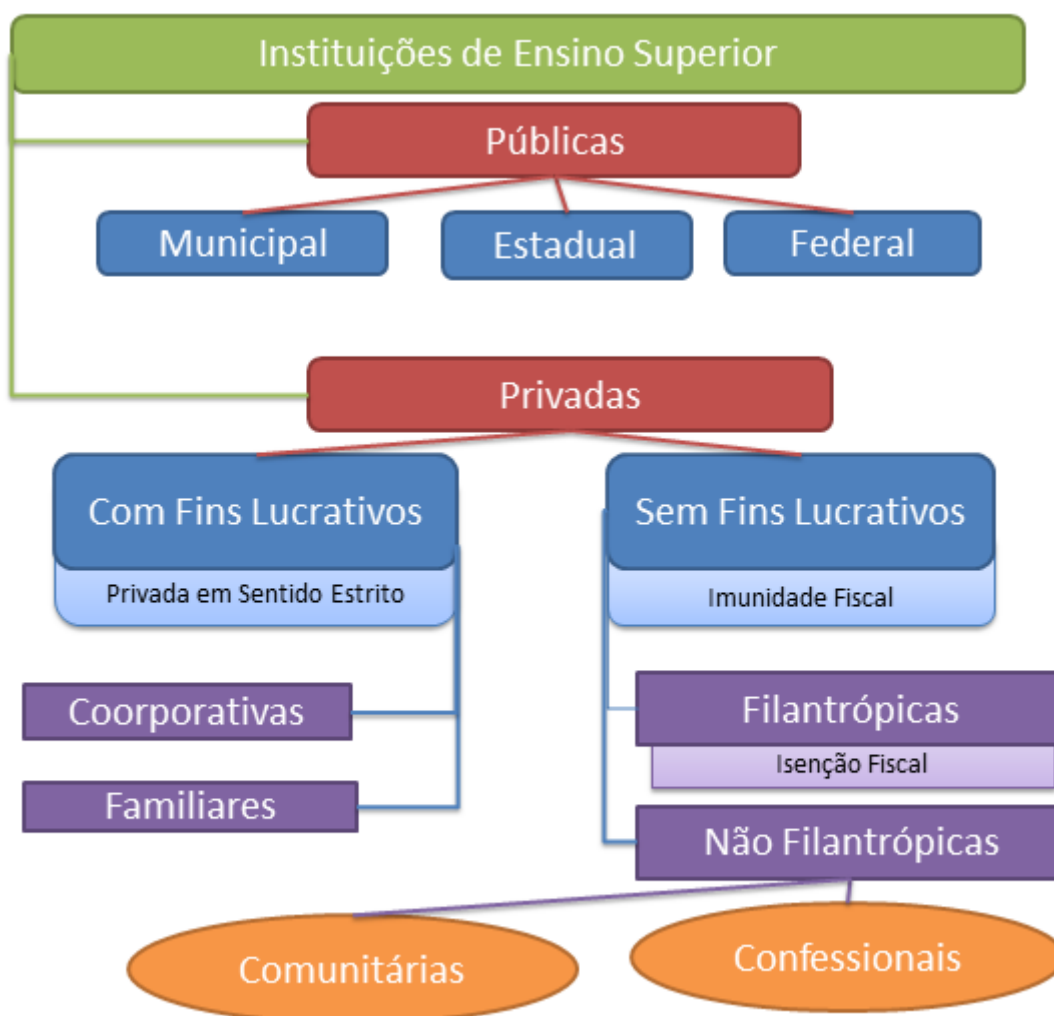 Instituições de Ensino Superior
Públicas
Municipal
Estadual
Federal
Privadas
Com Fins Lucrativos
Privada em Sentido Estrito
Sem Fins Lucrativos
Imunidade Fiscal
Coorporativas
Familiares
Filantrópicas
Isenção Fiscal
Não Filantrópicas
Comunitárias
Confessionais